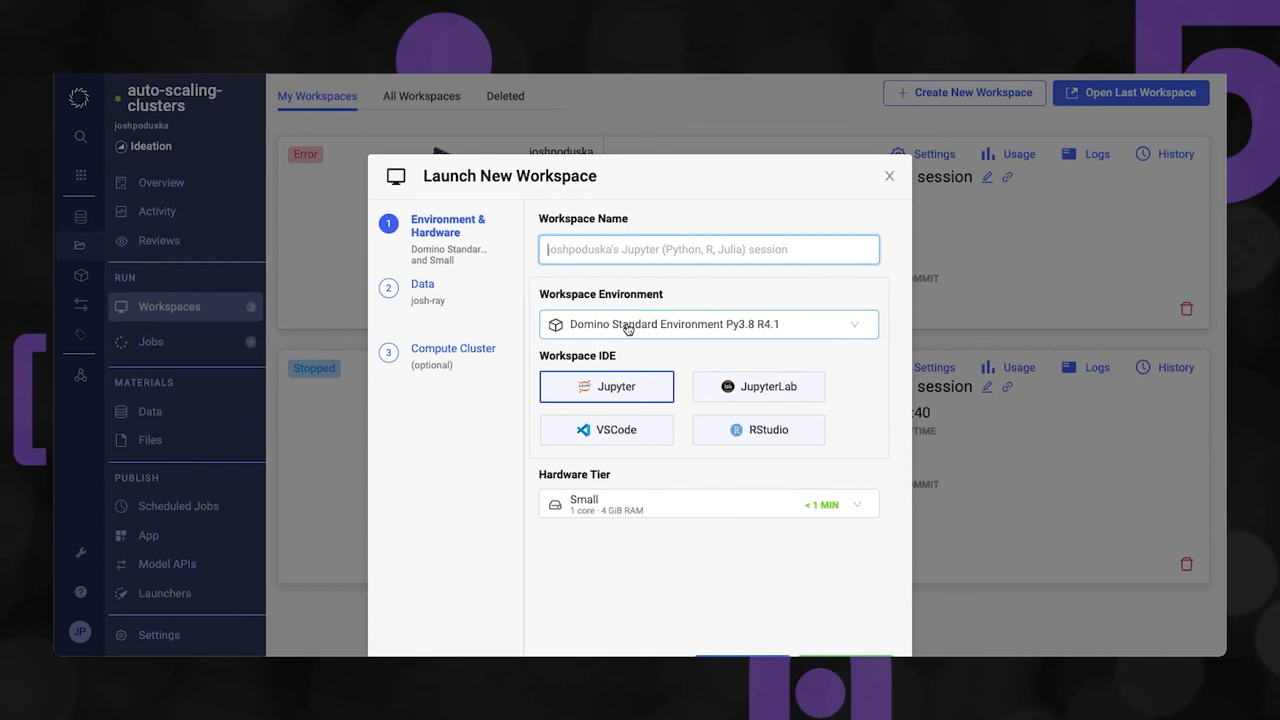 auto-scaling-
clusters
joshpoduska
Ideation
Overview
Activity
Reviews
RUN
Workspaces
Jobs
MATERIALS
Data
Files
PUBLISH
Scheduled Jobs
App
Model APIs
Launchers
Settings
JP
My Workspaces
All Workspaces
Deleted
Create New Workspace
Open Last Workspace
Error
joshpoduska
Settings
Usage
Logs
History
session
OMMIT
Stopped
Settings
Usage
Logs
History
session
:40
TIME
OMMIT
Launch New Workspace
1
Environment &
Hardware
Domino Standar...
and Small
2
Data
josh-ray
3
Compute Cluster
(optional)
Workspace Name
joshpoduska's Jupyter (Python, R, Julia) session
Workspace Environment
Domino Standard Environment Py3.8 R4.1
Workspace IDE
Jupyter
JupyterLab
VSCode
RStudio
Hardware Tier
Small
1 core · 4 GiB RAM
< 1 MIN